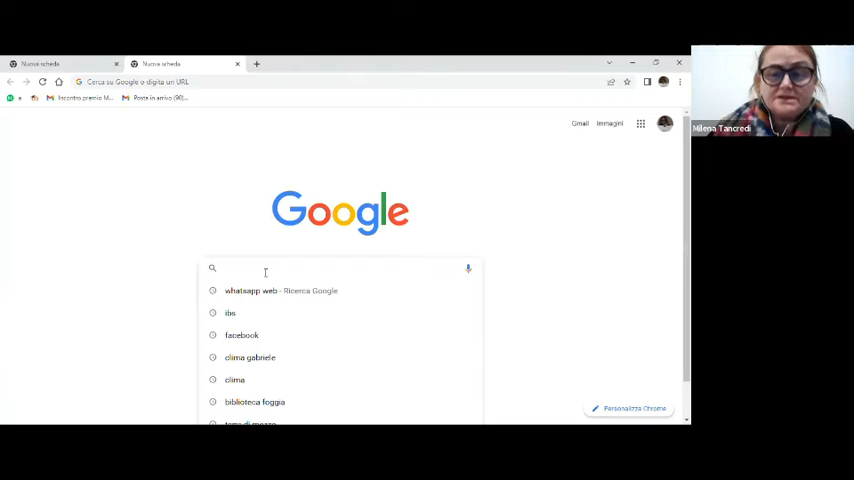 Nuova scheda
Nuova scheda
Cerca su Google o digita un URL
a
Incontro premio M...
Posta in arrivo (90)...
Gmail
Immagini
Google
whatsapp web - Ricerca Google
ibs
facebook
clima gabriele
clima
biblioteca foggia
Personalizza Chrome
Milena Tancredi